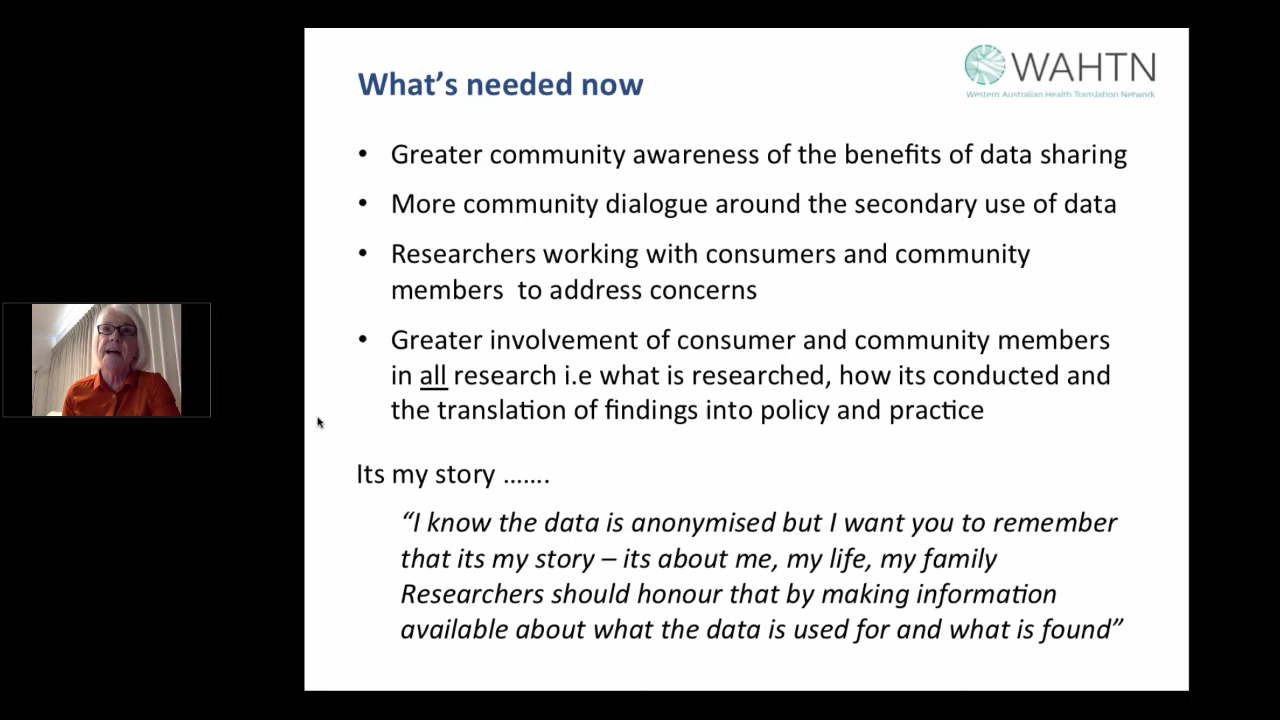 What's needed now
WAHTN
Western Australian Health Translation Network
• Greater community awareness of the benefits of data sharing
• More community dialogue around the secondary use of data
• Researchers working with consumers and community
members  to address concerns
• Greater involvement of consumer and community members
in all research i.e what is researched, how its conducted and
the translation of findings into policy and practice
Its my story .......
“I know the data is anonymised but I want you to remember
that its my story – its about me, my life, my family
Researchers should honour that by making information
available about what the data is used for and what is found”